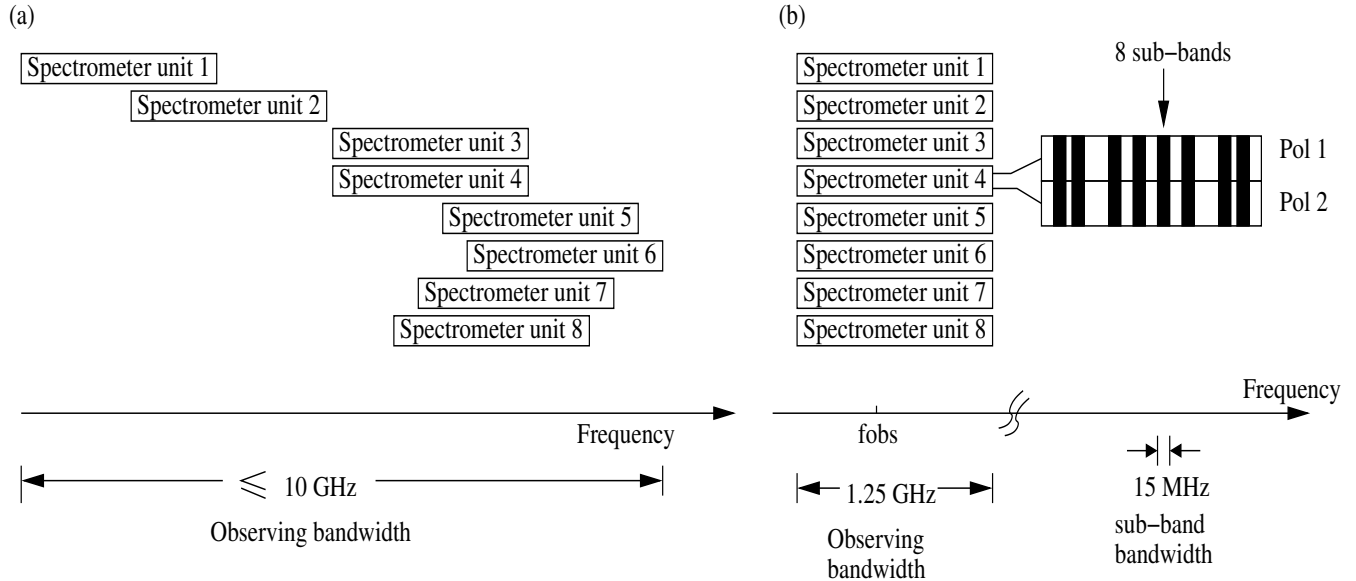 (a)
Spectrometer unit 1
Spectrometer unit 2
Spectrometer unit 3
Spectrometer unit 4
Spectrometer unit 5
Spectrometer unit 6
Spectrometer unit 7
Spectrometer unit 8
Frequency
≤ 10 GHz
Observing bandwidth
(b)
Spectrometer unit 1
Spectrometer unit 2
Spectrometer unit 3
Spectrometer unit 4
Spectrometer unit 5
Spectrometer unit 6
Spectrometer unit 7
Spectrometer unit 8
8 sub-bands
Pol 1
Pol 2
Frequency
fobs
1.25 GHz
Observing
bandwidth
15 MHz
sub-band
bandwidth